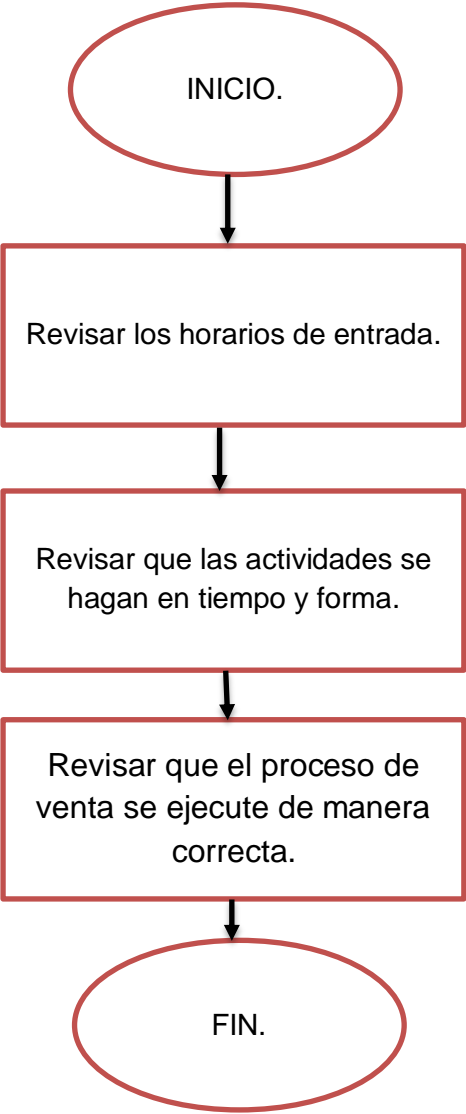 INICIO.
Revisar los horarios de entrada.
Revisar que las actividades se
hagan en tiempo y forma.
Revisar que el proceso de
venta se ejecute de manera
correcta.
FIN.